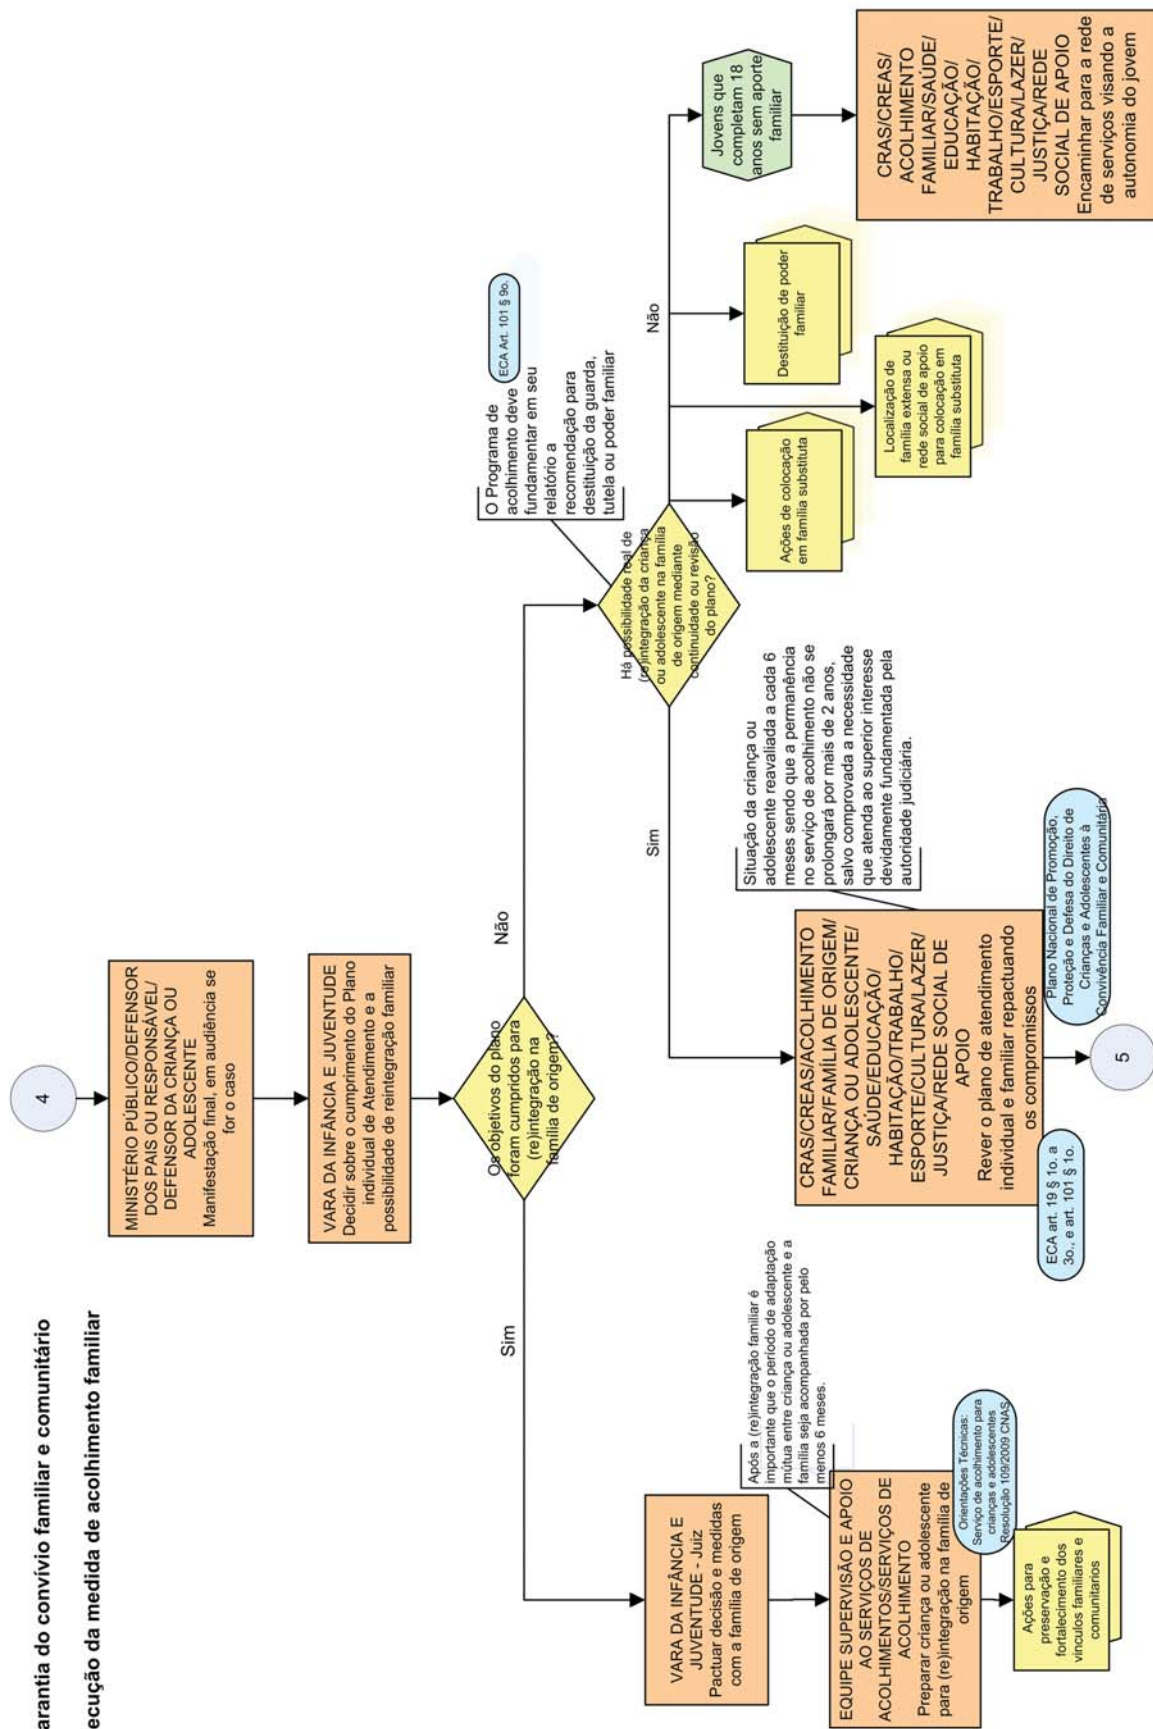 arantia do convívio familiar e comunitário
ecução da medida de acolhimento familiar
4
MINISTÉRIO PÚBLICO/DEFENSOR
DOS PAIS OU RESPONSÁVEL/
DEFENSOR DA CRIANÇA OU
ADOLESCENTE
Manifestação final, em audiência se
for o caso
VARA DA INFÂNCIA E JUVENTUDE
Decidir sobre o cumprimento do Plano
individual de Atendimento e a
possibilidade de reintegração familiar
Os objetivos do plano
foram cumpridos para
(re)integração na
família de origem?
Sim
Não
VARA DA INFÂNCIA E
JUVENTUDE - Juiz
Pactuar decisão e medidas
com a família de origem
Após a (re)integração familiar é
importante que o período de adaptação
mútua entre criança ou adolescente e a
família seja acompanhada por pelo
menos 6 meses.
EQUIPE SUPERVISÃO E APOIO
AO SERVIÇOS DE
ACOLHIMENTOS/SERVIÇOS DE
ACOLHIMENTO
Preparar criança ou adolescente
para (re)integração na família de
origem
Orientações Técnicas:
Serviço de acolhimento para
crianças e adolescentes
Resolução 109/2009 CNAS
Ações para
preservação e
fortalecimento dos
vínculos familiares e
comunitarios
O Programa de
acolhimento deve
fundamentar em seu
relatório a
recomendação para
destituição da guarda,
tutela ou poder familiar
ECA Art. 101 § 9o.
Há possibilidade real de
(re)integração da criança
ou adolescente na família
de origem mediante
continuidade ou revisão
do plano?
Sim
Não
Situação da criança ou
adolescente reavaliada a cada 6
meses sendo que a permanência
no serviço de acolhimento não se
prolongará por mais de 2 anos,
salvo comprovada a necessidade
que atenda ao superior interesse
devidamente fundamentada pela
autoridade judiciária.
CRAS/CREAS/ACOLHIMENTO
FAMILIAR/FAMÍLIA DE ORIGEM/
CRIANÇA OU ADOLESCENTE/
SAÚDE/EDUCAÇÃO/
HABITAÇÃO/TRABALHO/
ESPORTE/CULTURA/LAZER/
JUSTIÇA/REDE SOCIAL DE
APOIO
Rever o plano de atendimento
individual e familiar repactuando
os compromissos
ECA art. 19 § 1o. a
3o., e art. 101 § 1o.
Plano Nacional de Promoção,
Proteção e Defesa do Direito de
Crianças e Adolescentes à
Convivência Familiar e Comunitária
5
Ações de colocação
em família substituta
Localização de
família extensa ou
rede social de apoio
para colocação em
família substituta
Destituição de poder
familiar
Jovens que
completam 18
anos sem aporte
familiar
CRAS/CREAS/
ACOLHIMENTO
FAMILIAR/SAÚDE/
EDUCAÇÃO/
HABITAÇÃO/
TRABALHO/ESPORTE/
CULTURA/LAZER/
JUSTIÇA/REDE
SOCIAL DE APOIO
Encaminhar para a rede
de serviços visando a
autonomia do jovem